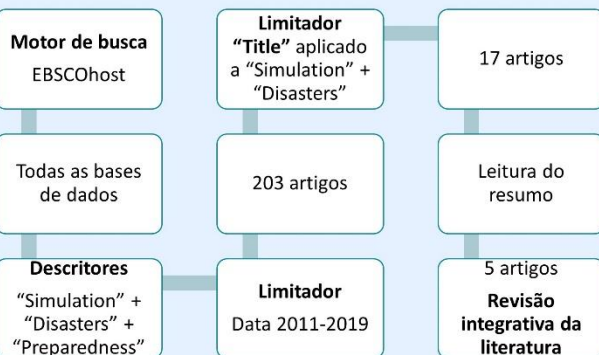 Motor de busca
EBSCOhost
Todas as bases
de dados
Descritores
“Simulation” +
“Disasters” +
“Preparedness”
Limitador
Data 2011-2019
203 artigos
Limitador
“Title” aplicado
a “Simulation” +
“Disasters”
17 artigos
Leitura do
resumo
5 artigos
Revisão
integrativa da
literatura